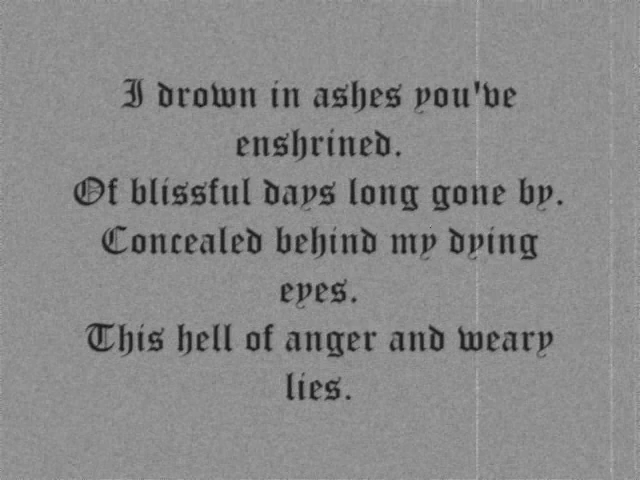 I drown in ashes you've
enshrined.
Of blissful days long gone by.
Concealed behind my dying
eyes.
This hell of anger and weary
lies.